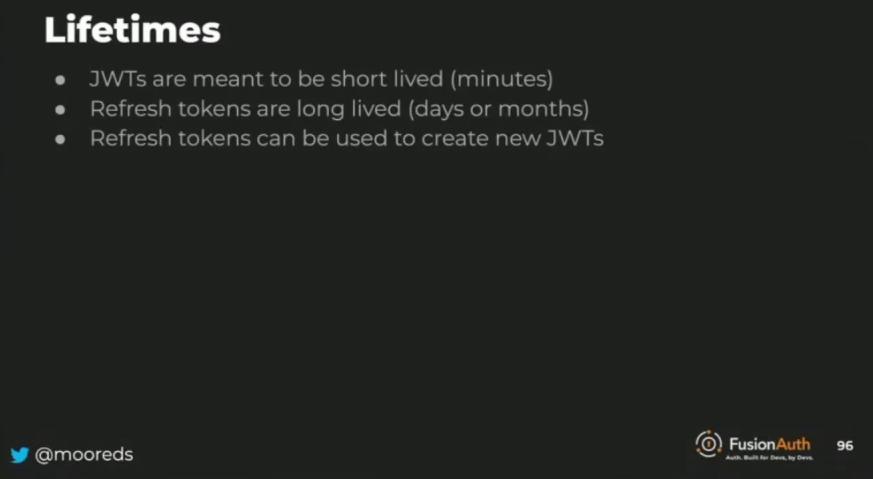 Lifetimes
● JWTs are meant to be short lived (minutes)
● Refresh tokens are long lived (days or months)
● Refresh tokens can be used to create new JWTs
@mooreds
FusionAuth
Auth. Built for Devs, by Devs.
96